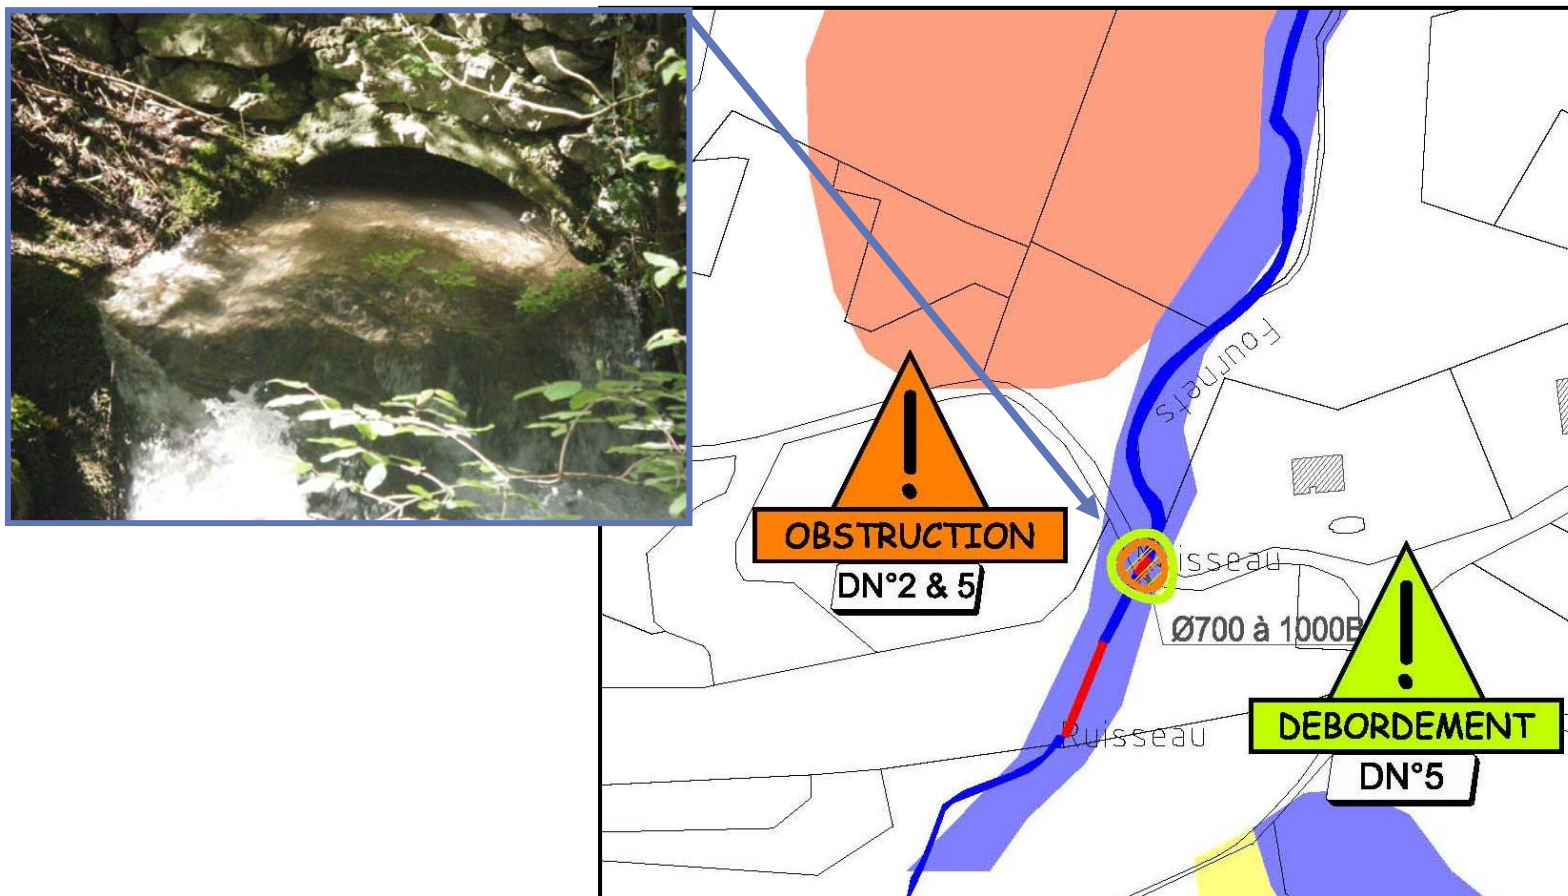 Fournets
OBSTRUCTION
DN°2 & 5
isseau
Ø700 à 1000B
Ruisseau
DEBORDEMENT
DN°5